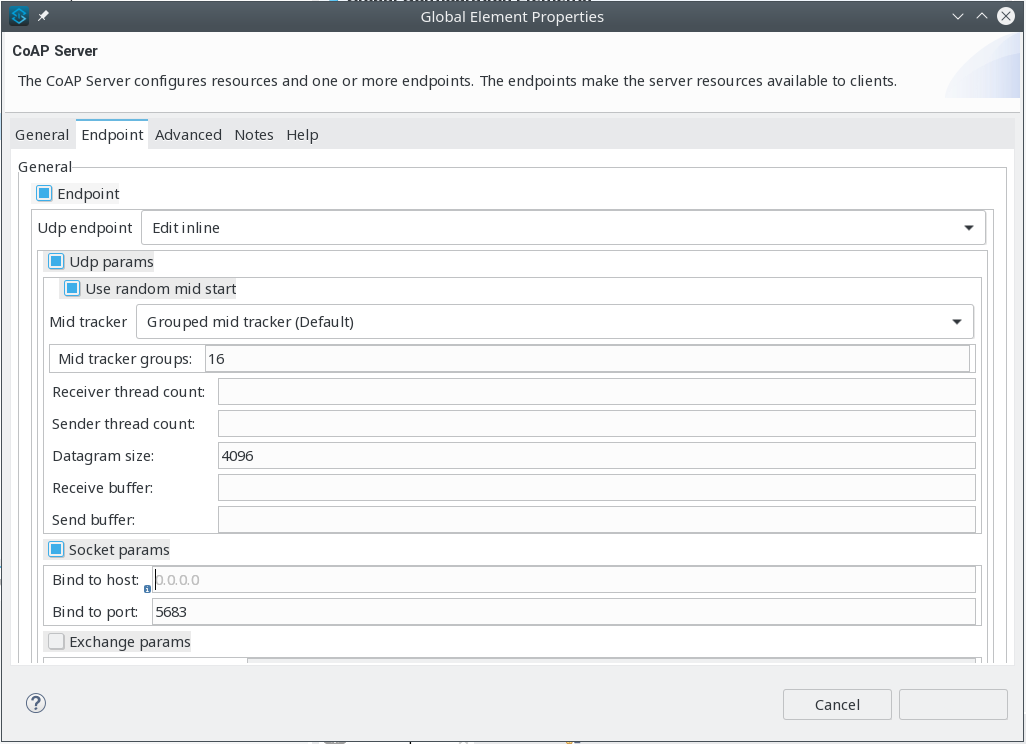 Global Element Properties
CoAP Server
The CoAP Server configures resources and one or more endpoints. The endpoints make the server resources available to clients.
General Endpoint Advanced Notes Help
General
Endpoint
Udp endpoint Edit inline
Udp params
Use random mid start
Mid tracker Grouped mid tracker (Default)
Mid tracker groups: 16
Receiver thread count:
Sender thread count:
Datagram size: 4096
Receive buffer:
Send buffer:
Socket params
Bind to host: 0.0.0.0
Bind to port: 5683
Exchange params
? Cancel